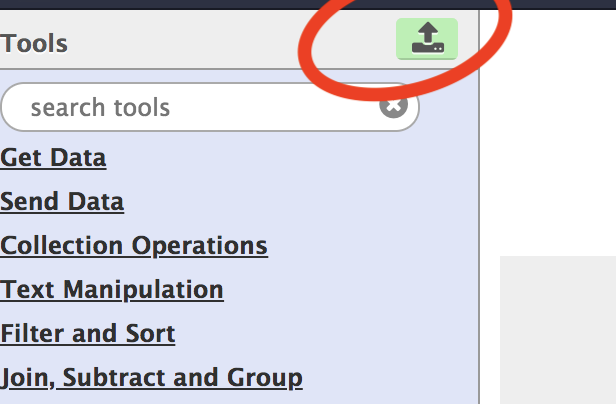 Tools
search tools
Get Data
Send Data
Collection Operations
Text Manipulation
Filter and Sort
Join, Subtract and Group